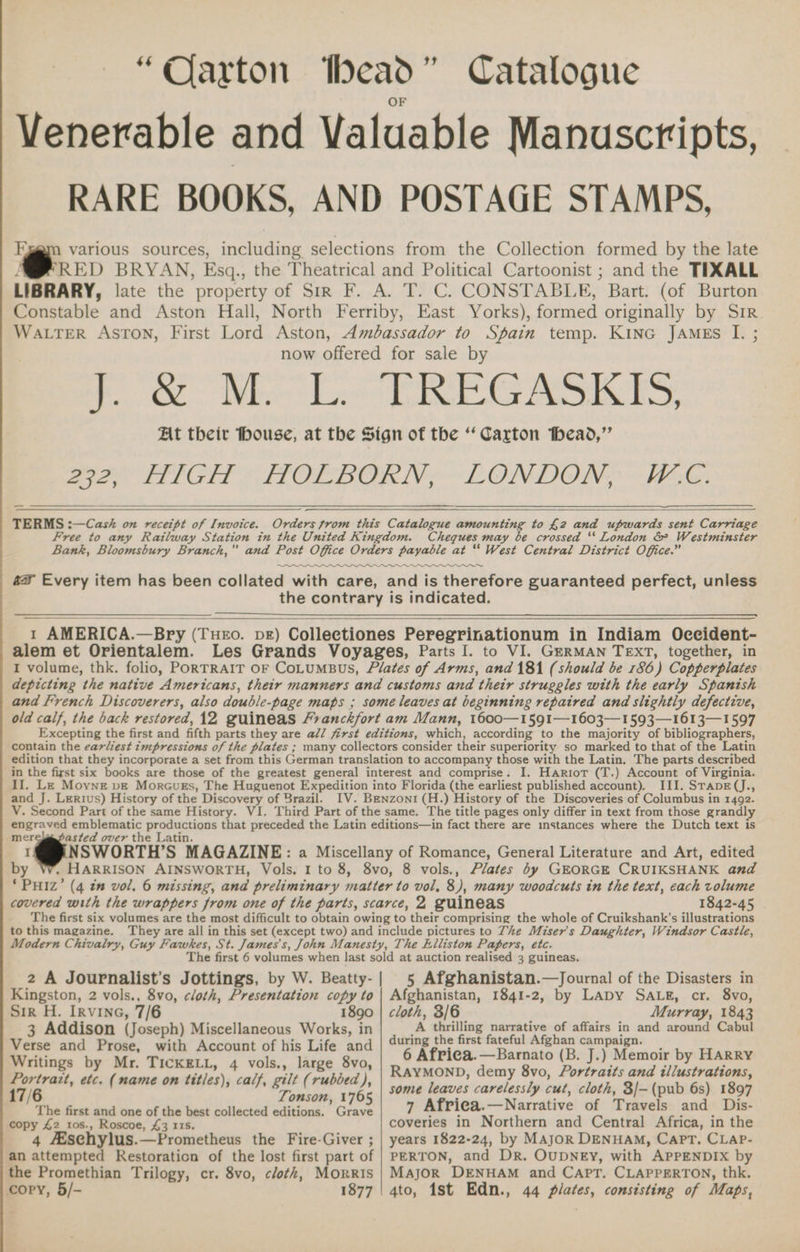 “Caxton Head” Catalogue
OF
Venerable and Valuable Manuscripts,
RARE BOOKS, AND POSTAGE STAMPS,
From various sources, including selections from the Collection formed by the late
RED BRYAN, Esq., the Theatrical and Political Cartoonist ; and the TIXALL
LIBRARY, late the property of SIR F. A. T. C. CONSTABLE, Bart. (of Burton
Constable and Aston Hall, North Ferriby, East Yorks), formed originally by SIR
WALTER ASTON, First Lord Aston, Ambassador to Spain temp. KING JAMES I. ;
now offered for sale by
J. & M. L. TREGASKIS,
At their House, at the Sign of the “Caxton Head,”
232, HIGH HOLBORN, LONDON, W.C.
TERMS :—Cash on receipt of Invoice. Orders from this Catalogue amounting to £2 and upwards sent Carriage
Free to any Railway Station in the United Kingdom. Cheques may be crossed “London & Westminster
Bank, Bloomsbury Branch,” and Post Office Orders payable at “West Central District Office.”
☞ Every item has been collated with care, and is therefore guaranteed perfect, unless
the contrary is indicated.
1 AMERICA.—Bry (THEO. DE) Collectiones Peregrinationum in Indiam Occident-
alem et Orientalem. Les Grands Voyages, Parts I. to VI. GERMAN TEXT, together, in
1 volume, thk. folio, PORTRAIT OF COLUMBUS, Plates of Arms, and 181 (should be 186) Copperplates
depicting the native Americans, their manners and customs and their struggles with the early Spanish
and French Discoverers, also double-page maps ; some leaves at beginning repaired and slightly defective,
old calf, the back restored, 12 guineas Franckfort am Mann, 1600—1591—1603—1593—1613—1597
Excepting the first and fifth parts they are all first editions, which, according to the majority of bibliographers,
contain the earliest impressions of the plates ; many collectors consider their superiority so marked to that of the Latin
edition that they incorporate a set from this German translation to accompany those with the Latin. The parts described
in the first six books are those of the greatest general interest and comprise. I. HARIOT (T.) Account of Virginia.
II. LE MOYNE DE MORGUES, The Huguenot Expedition into Florida (the earliest published account). III. STADE (J.,
and J. LERIUS) History of the Discovery of Brazil. IV. BENZONI (H.) History of the Discoveries of Columbus in 1492.
V. Second Part of the same History. VI. Third Part of the same. The title pages only differ in text from those grandly
engraved emblematic productions that preceded the Latin editions—in fact there are instances where the Dutch text is
merely pasted over the Latin.
NSWORTH’S MAGAZINE: a Miscellany of Romance, General Literature and Art, edited
by W. HARRISON AINSWORTH, Vols. 1 to 8, 8vo, 8 vols., Plates by GEORGE CRUIKSHANK and
‘PHIZ’ (4 in vol. 6 missing, and preliminary matter to vol, 8), many woodcuts in the text, each volume
covered with the wrappers from one of the parts, scarce, 2 guineas 1842-45
The first six volumes are the most difficult to obtain owing to their comprising the whole of Cruikshank’s illustrations
to this magazine. They are all in this set (except two) and include pictures to The Miser’s Daughter, Windsor Castle,
Modern Chivalry, Guy Fawkes, St. James’s, John Manesty, The Elliston Papers, etc.
The first 6 volumes when last sold at auction realised 3 guineas.
2 A Journalist’s Jottings, by W. Beatty-
Kingston, 2 vols., 8vo, cloth, Presentation copy to
SIR H. IRVING, 7/6 1890
3 Addison (Joseph) Miscellaneous Works, in
Verse and Prose, with Account of his Life and
Writings by Mr. TICKELL, 4 vols., large 8vo,
Portrait, etc. (name on titles), calf, gilt (rubbed),
17/6 Tonson, 1765
The first and one of the best collected editions. Grave
copy £2 10s., Roscoe, £3 11s.
4 Æschylus.—Prometheus the Fire-Giver ;
an attempted Restoration of the lost first part of
the Promethian Trilogy, cr. 8vo, cloth, MORRIS
COPY, 5/- 1877
5 Afghanistan.—Journal of the Disasters in
Afghanistan, 1841-2, by LADY SALE, cr. 8vo,
cloth, 3/6 Murray, 1843
A thrilling narrative of affairs in and around Cabul
during the first fateful Afghan campaign.
6 Africa.—Barnato (B. J.) Memoir by HARRY
RAYMOND, demy 8vo, Portraits and illustrations,
some leaves carelessly cut, cloth, 3/- (pub 6s) 1897
7 Africa.—Narrative of Travels and Dis-
coveries in Northern and Central Africa, in the
years 1822-24, by MAJOR DENHAM, CAPT. CLAP-
PERTON, and DR. OUDNEY, with APPENDIX by
MAJOR DENHAM and CAPT. CLAPPERTON, thk.
4to, 1st Edn., 44 plates, consisting of Maps,